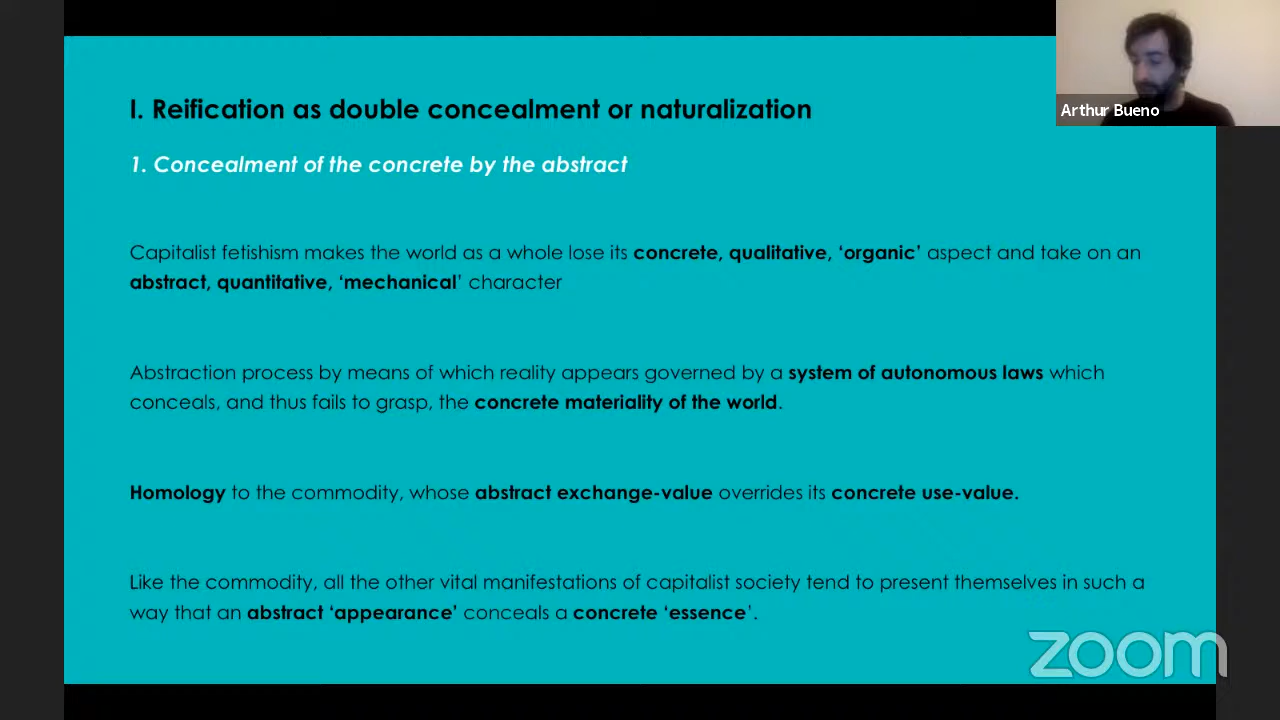 I. Reification as double concealment or naturalization
Arthur Bueno
1. Concealment of the concrete by the abstract
Capitalist fetishism makes the world as a whole lose its concrete, qualitative, ‘organic’ aspect and take on an
abstract, quantitative, ‘mechanical’ character
Abstraction process by means of which reality appears governed by a system of autonomous laws which
conceals, and thus fails to grasp, the concrete materiality of the world.
Homology to the commodity, whose abstract exchange-value overrides its concrete use-value.
Like the commodity, all the other vital manifestations of capitalist society tend to present themselves in such a
way that an abstract ‘appearance’ conceals a concrete ‘essence’.
zoom